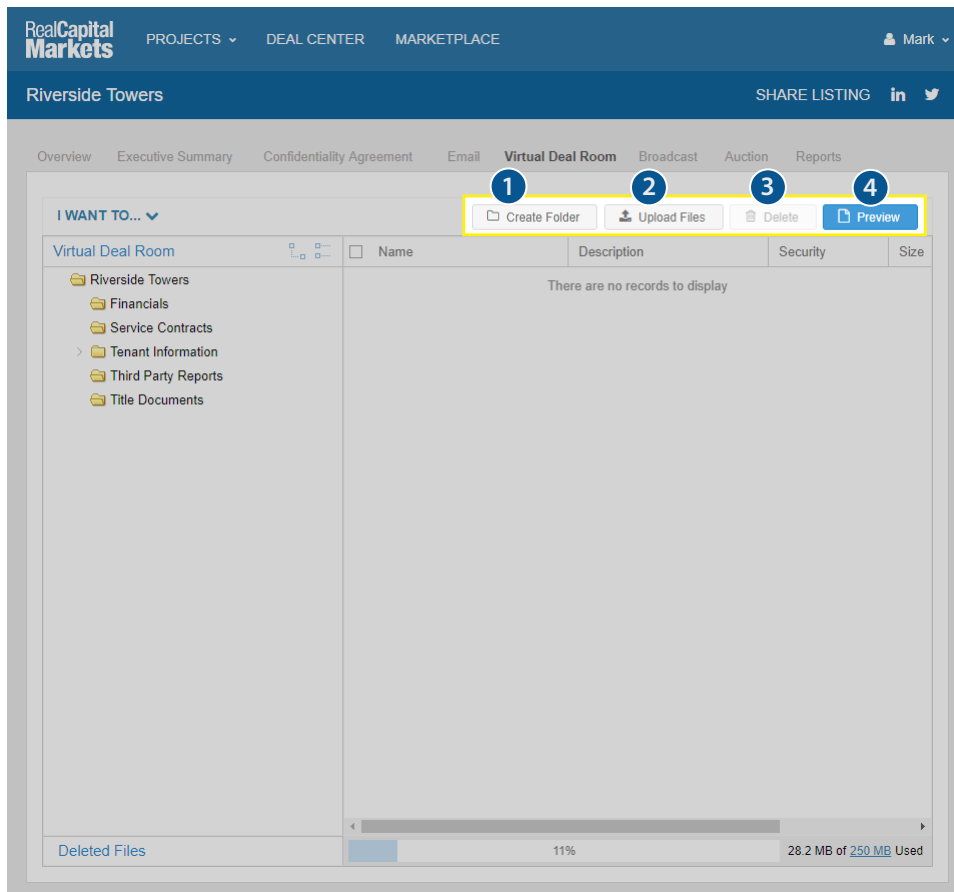 RealCapital
Markets
PROJECTS DEAL CENTER MARKETPLACE Mark
Riverside Towers SHARE LISTING in
Overview Executive Summary Confidentiality Agreement Email Virtual Deal Room Broadcast Auction Reports
1 2 3 4
I WANT TO... Create Folder Upload Files Delete Preview
Virtual Deal Room Name Description Security Size
Riverside Towers There are no records to display
Financials
Service Contracts
Tenant Information
Third Party Reports
Title Documents
Deleted Files 11% 28.2 MB of 250 MB Used